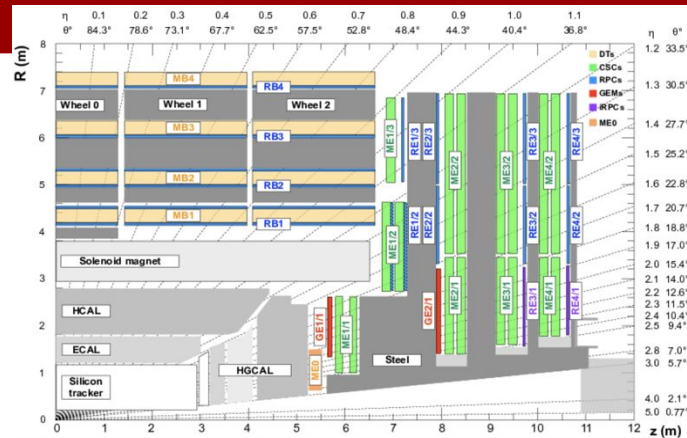 η 0.1 0.2 0.3 0.4 0.5 0.6 0.7 0.8 0.9 1.0 1.1 η θ°
θ° 84.3° 78.6° 73.1° 67.7° 62.5° 57.5° 52.8° 48.4° 44.3° 40.4° 36.8°
R (m)
8
7
6
5
4
3
2
1
0
MB4
RB4
Wheel 0
Wheel 1
Wheel 2
MB3
RB3
MB2
RB2
MB1
RB1
Solenoid magnet
HCAL
ECAL
Silicon
tracker
HGCAL
ME0
GE1/1
ME1/1
Steel
ME1/2
ME1/3
RE1/3
RE2/3
RE1/2
RE2/2
GE2/1
ME2/2
ME2/1
ME3/2
ME3/1
RE3/3
RE3/2
RE3/1
ME4/2
ME4/1
RE4/3
RE4/2
RE4/1
DTs
CSCs
RPCs
GEMs
iRPCs
ME0
1.2 33.5°
1.3 30.5°
1.4 27.7°
1.5 25.2°
1.6 22.8°
1.7 20.7°
1.8 18.8°
1.9 17.0°
2.0 15.4°
2.1 14.0°
2.2 12.6°
2.3 11.5°
2.4 10.4°
2.5 9.4°
2.8 7.0°
3.0 5.7°
4.0 2.1°
5.0 0.77°
0 1 2 3 4 5 6 7 8 9 10 11 12
z (m)